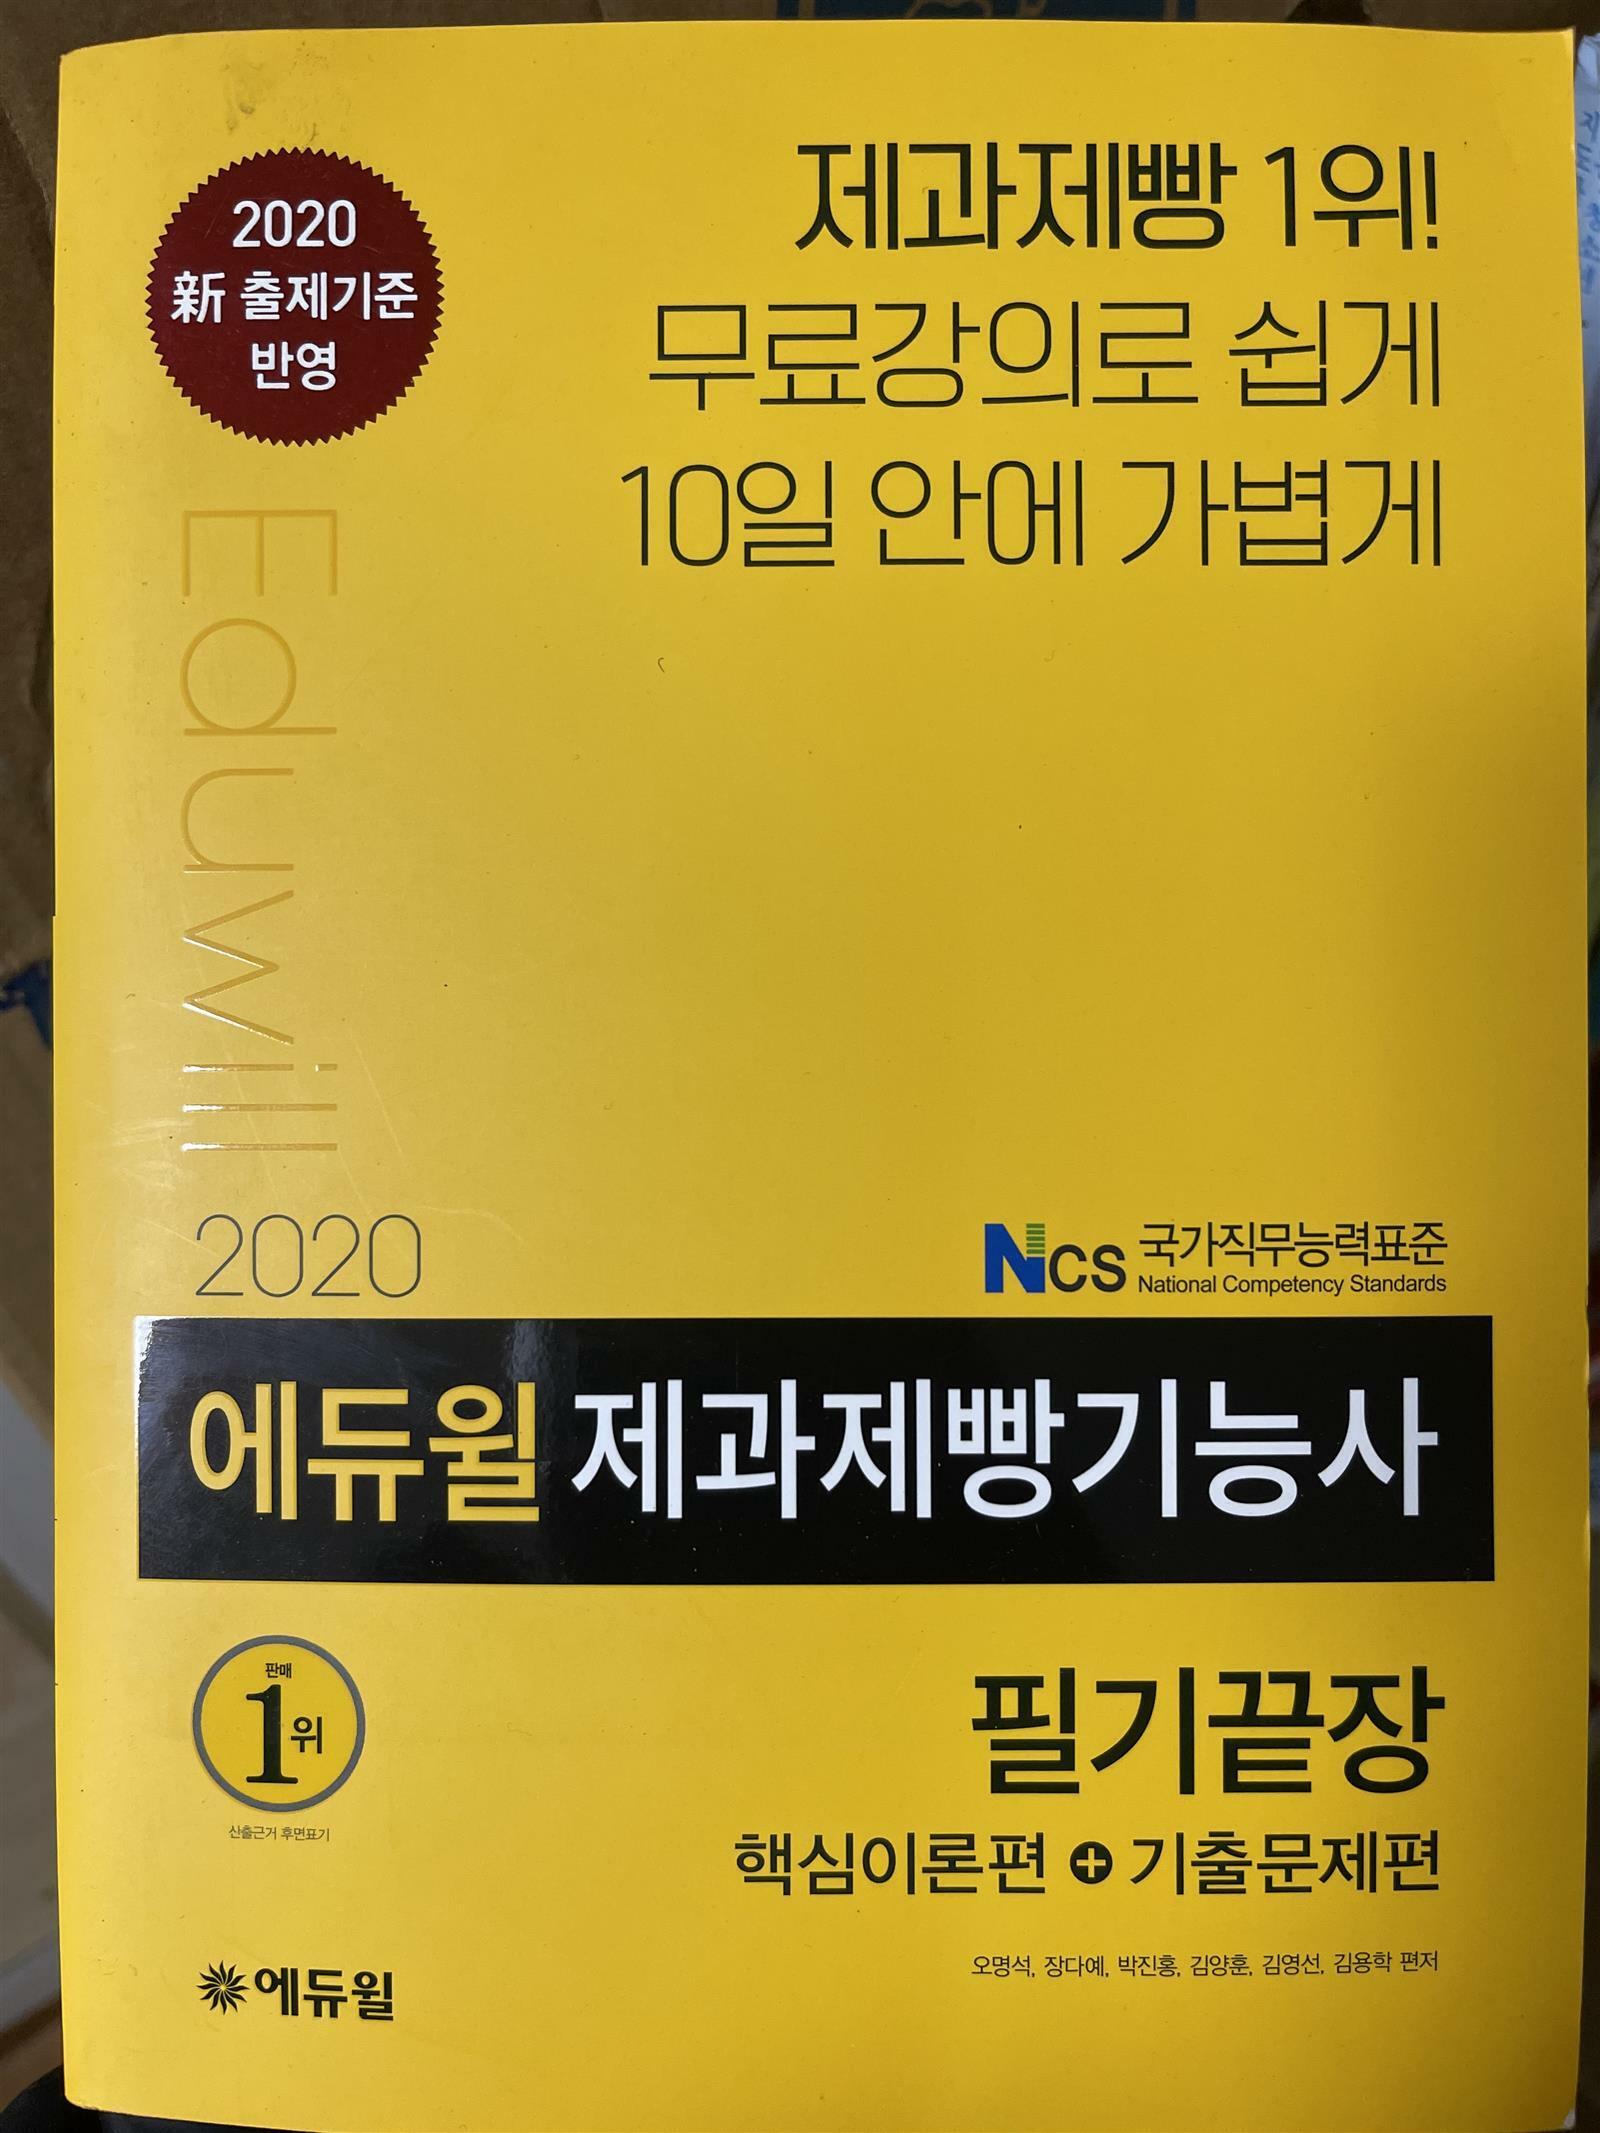 2020
新 출제기준
반영
제과제빵 1위!
무료강의로 쉽게
10일 안에 가볍게
Eduwill
2020
NCS 국가직무능력표준
National Competency Standards
에듀윌 제과제빵기능사
판매
1위
산출근거 후면표기
필기끝장
핵심이론편 + 기출문제편
오명석, 장다예, 박진홍, 김양훈, 김영선, 김용학 편저
에듀윌